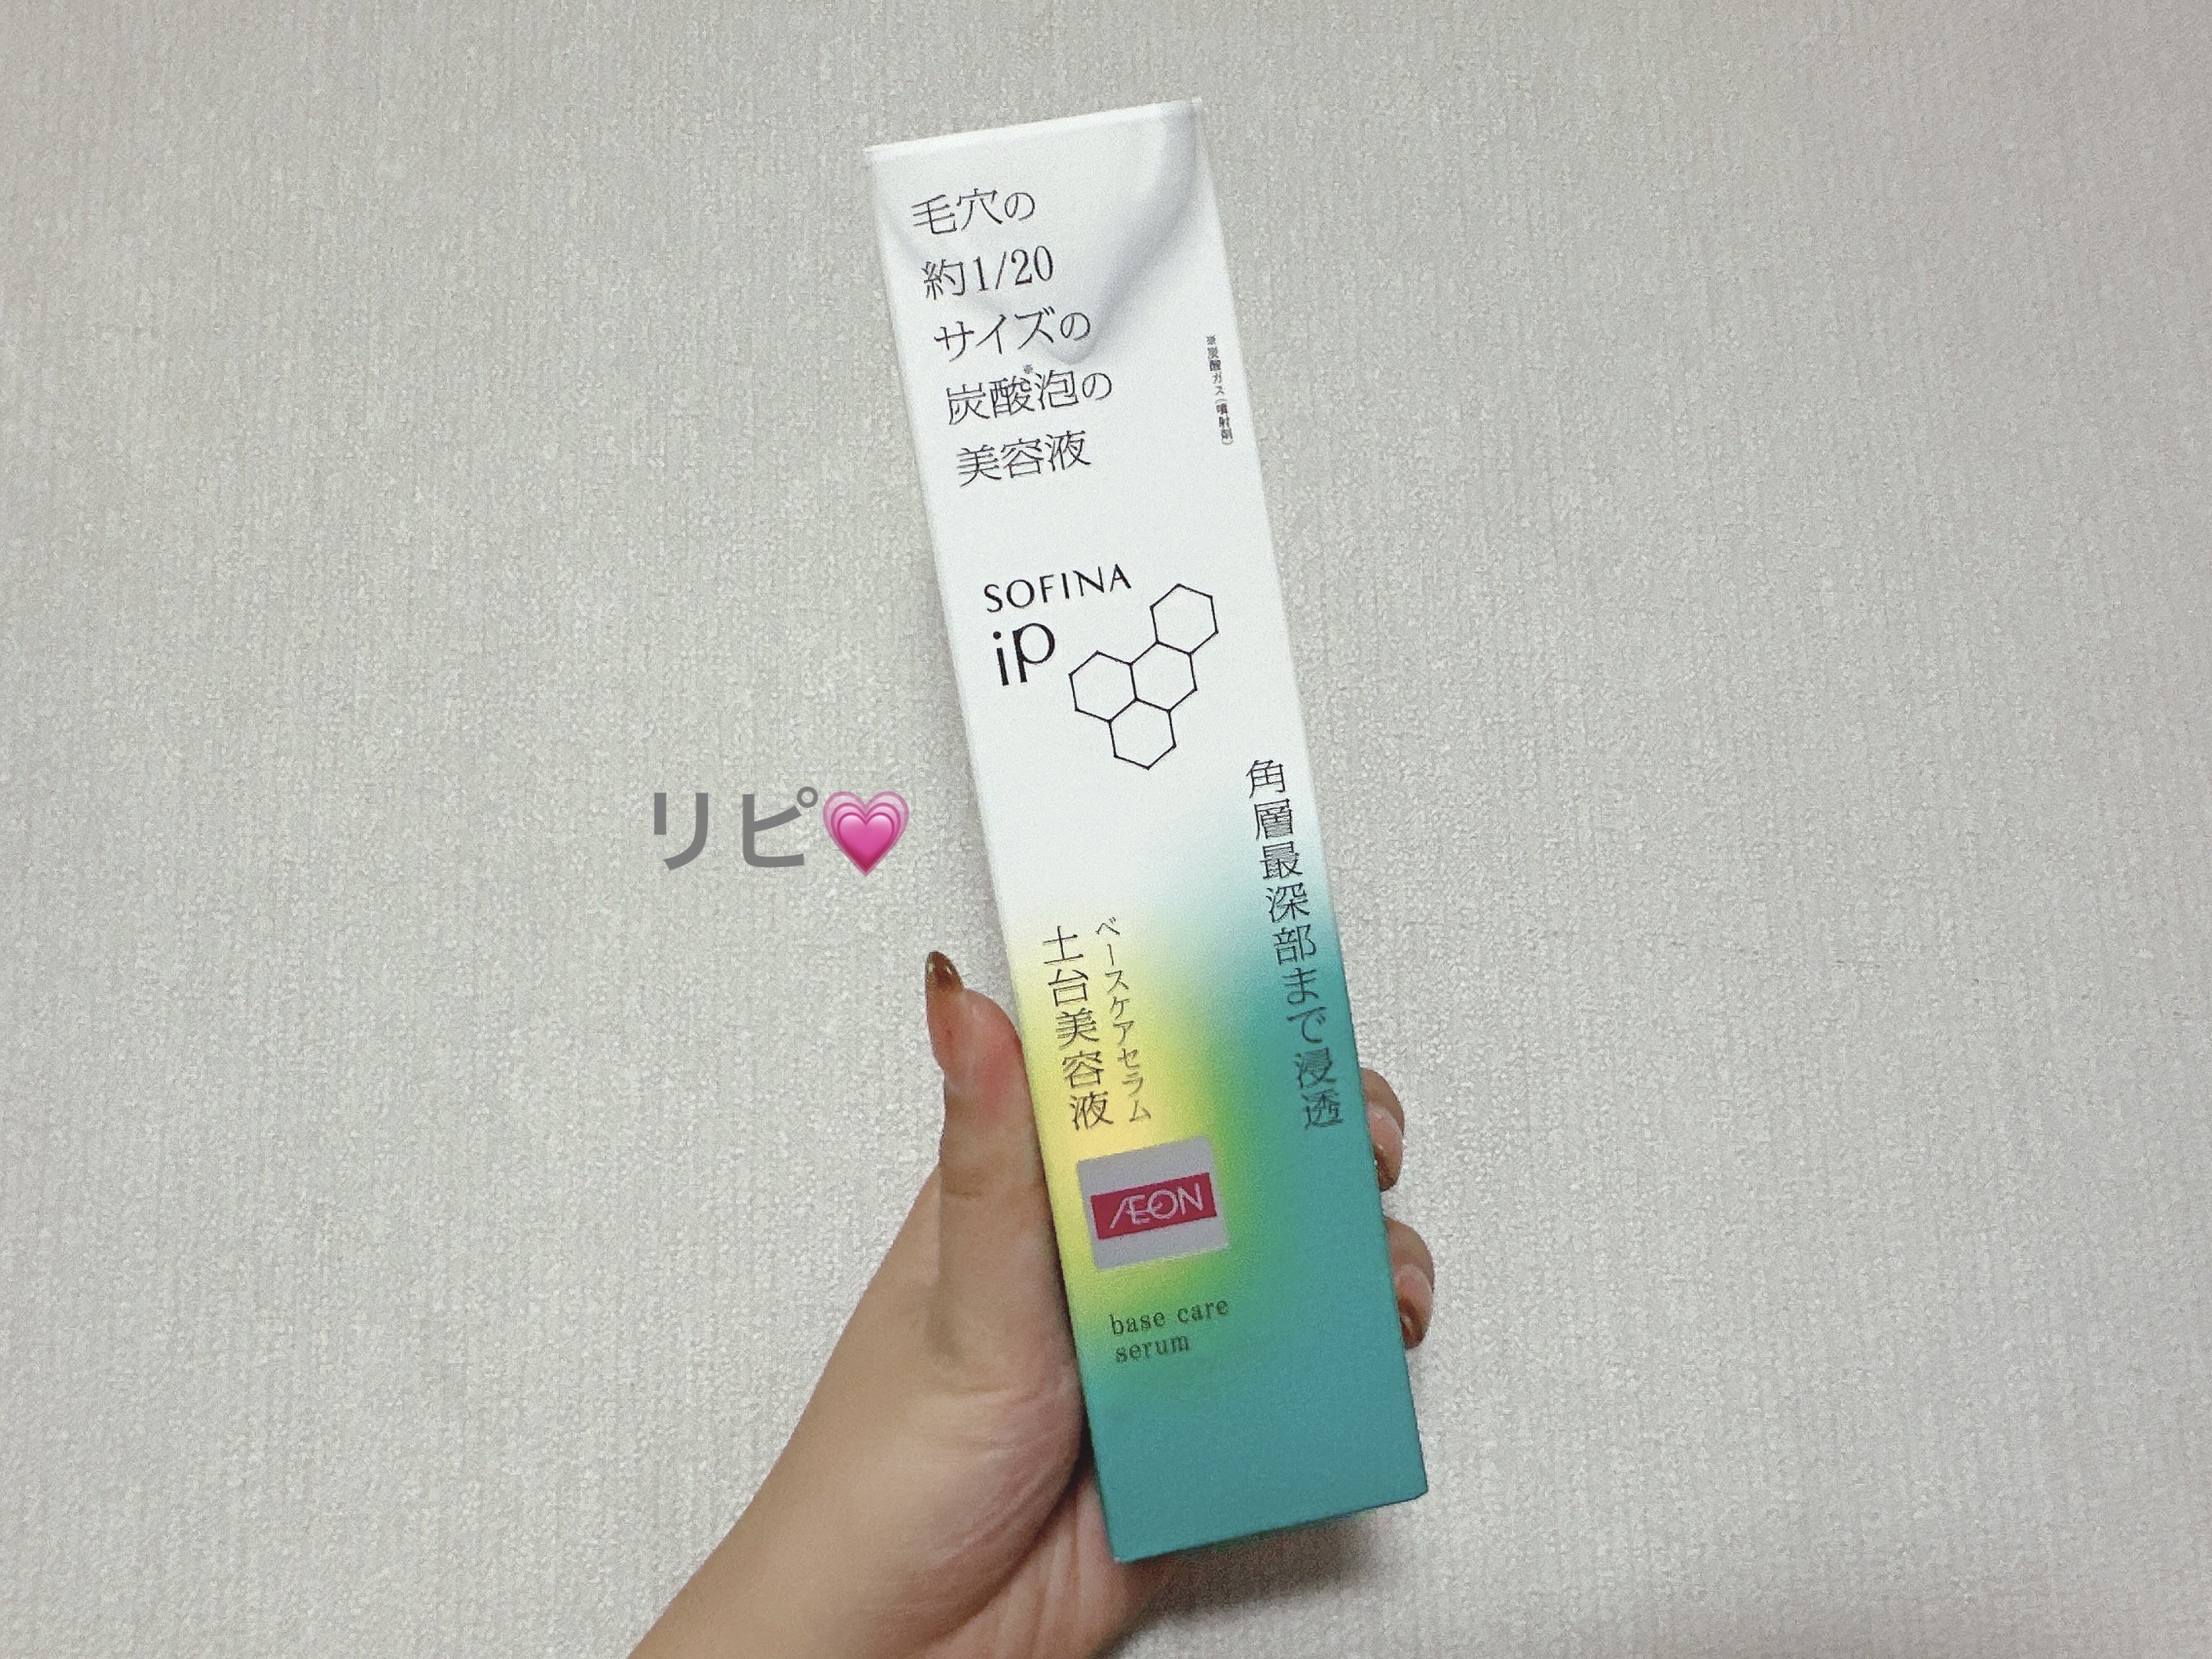 毛穴の
約1/20
サイズの
炭酸※泡の
美容液
※炭酸ガス(噴射剤)
SOFINA
iP
リピ💗
角層最深部まで浸透
ベースケアセラム
土台美容液
ÆON
base care
serum